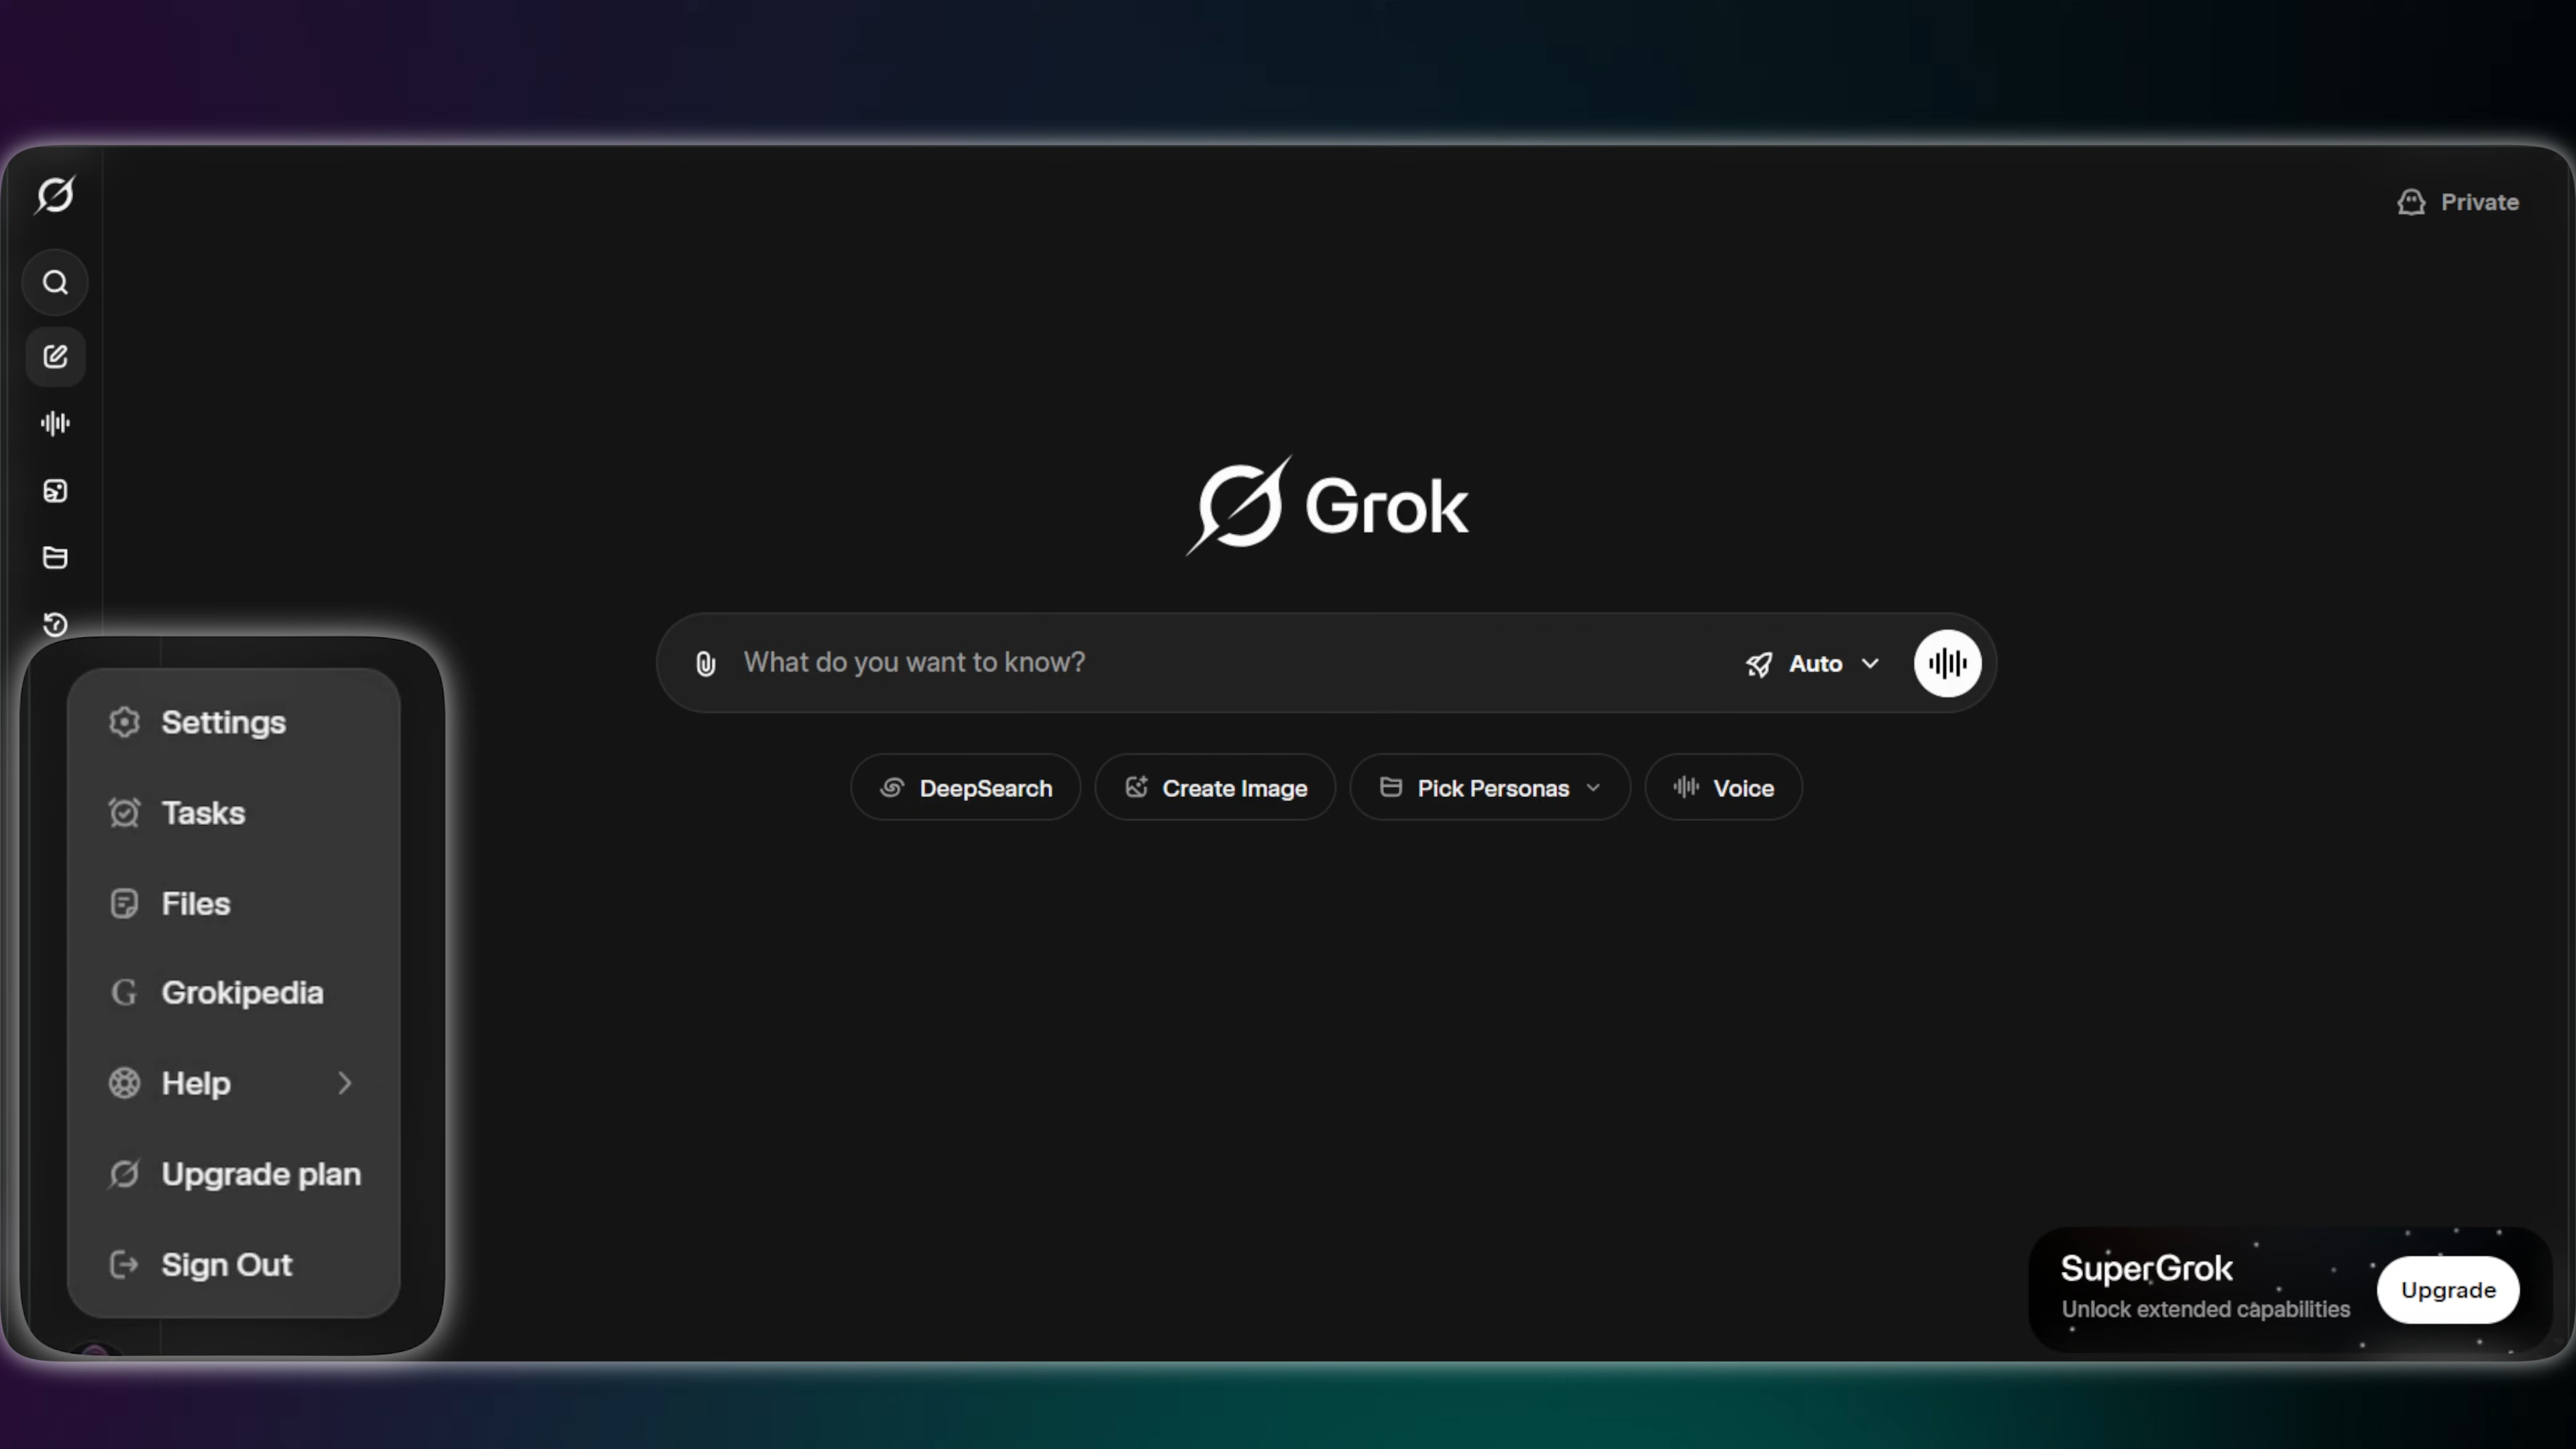 Private
Grok
What do you want to know?
Auto
DeepSearch
Create Image
Pick Personas
Voice
Settings
Tasks
Files
G Grokipedia
Help
Upgrade plan
Sign Out
SuperGrok
Unlock extended capabilities
Upgrade